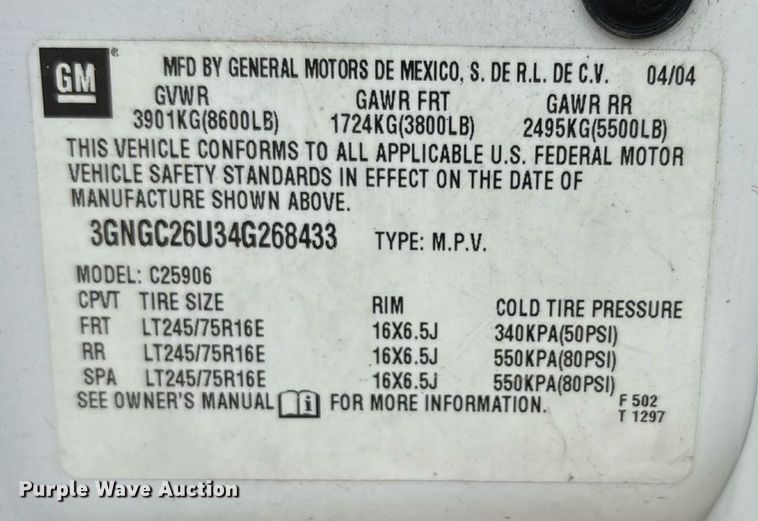 GM ® MFD BY GENERAL MOTORS DE MEXICO, S. DE R.L. DE C.V. 04/04
GVWR GAWR FRT GAWR RR
3901KG(8600LB) 1724KG(3800LB) 2495KG(5500LB)
THIS VEHICLE CONFORMS TO ALL APPLICABLE U.S. FEDERAL MOTOR
VEHICLE SAFETY STANDARDS IN EFFECT ON THE DATE OF
MANUFACTURE SHOWN ABOVE.
3GNGC26U34G268433 TYPE: M.P.V.
MODEL: C25906
CPVT TIRE SIZE RIM COLD TIRE PRESSURE
FRT LT245/75R16E 16X6.5J 340KPA(50PSI)
RR LT245/75R16E 16X6.5J 550KPA(80PSI)
SPA LT245/75R16E 16X6.5J 550KPA(80PSI)
SEE OWNER'S MANUAL i FOR MORE INFORMATION. F 502
T 1297
Purple Wave Auction